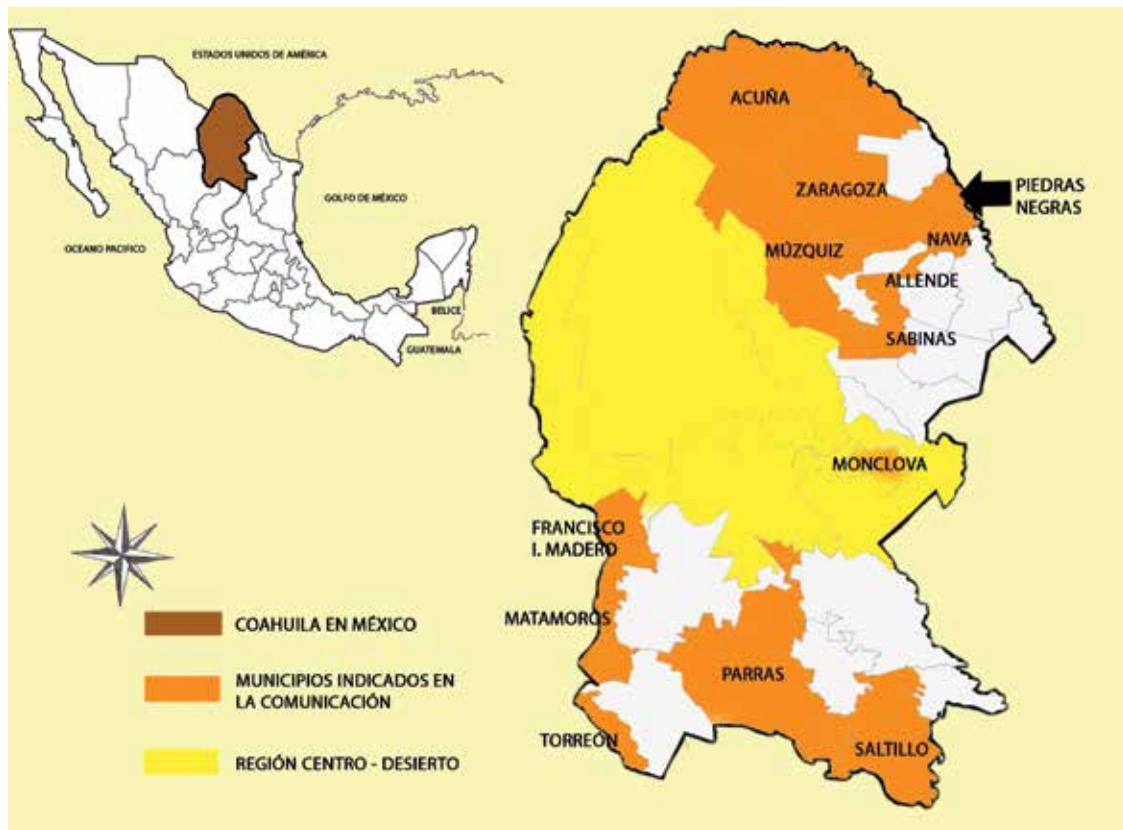 ESTADOS UNIDOS DE AMÉRICA
GOLFO DE MÉXICO
OCEANO PACIFICO
BELICE
GUATEMALA
ACUÑA
ZARAGOZA
PIEDRAS
NEGRAS
MÚZQUIZ
NAVA
ALLENDE
SABINAS
MONCLOVA
FRANCISCO
I. MADERO
MATAMOROS
PARRAS
TORREÓN
SALTILLO
COAHUILA EN MÉXICO
MUNICIPIOS INDICADOS EN
LA COMUNICACIÓN
REGIÓN CENTRO - DESIERTO